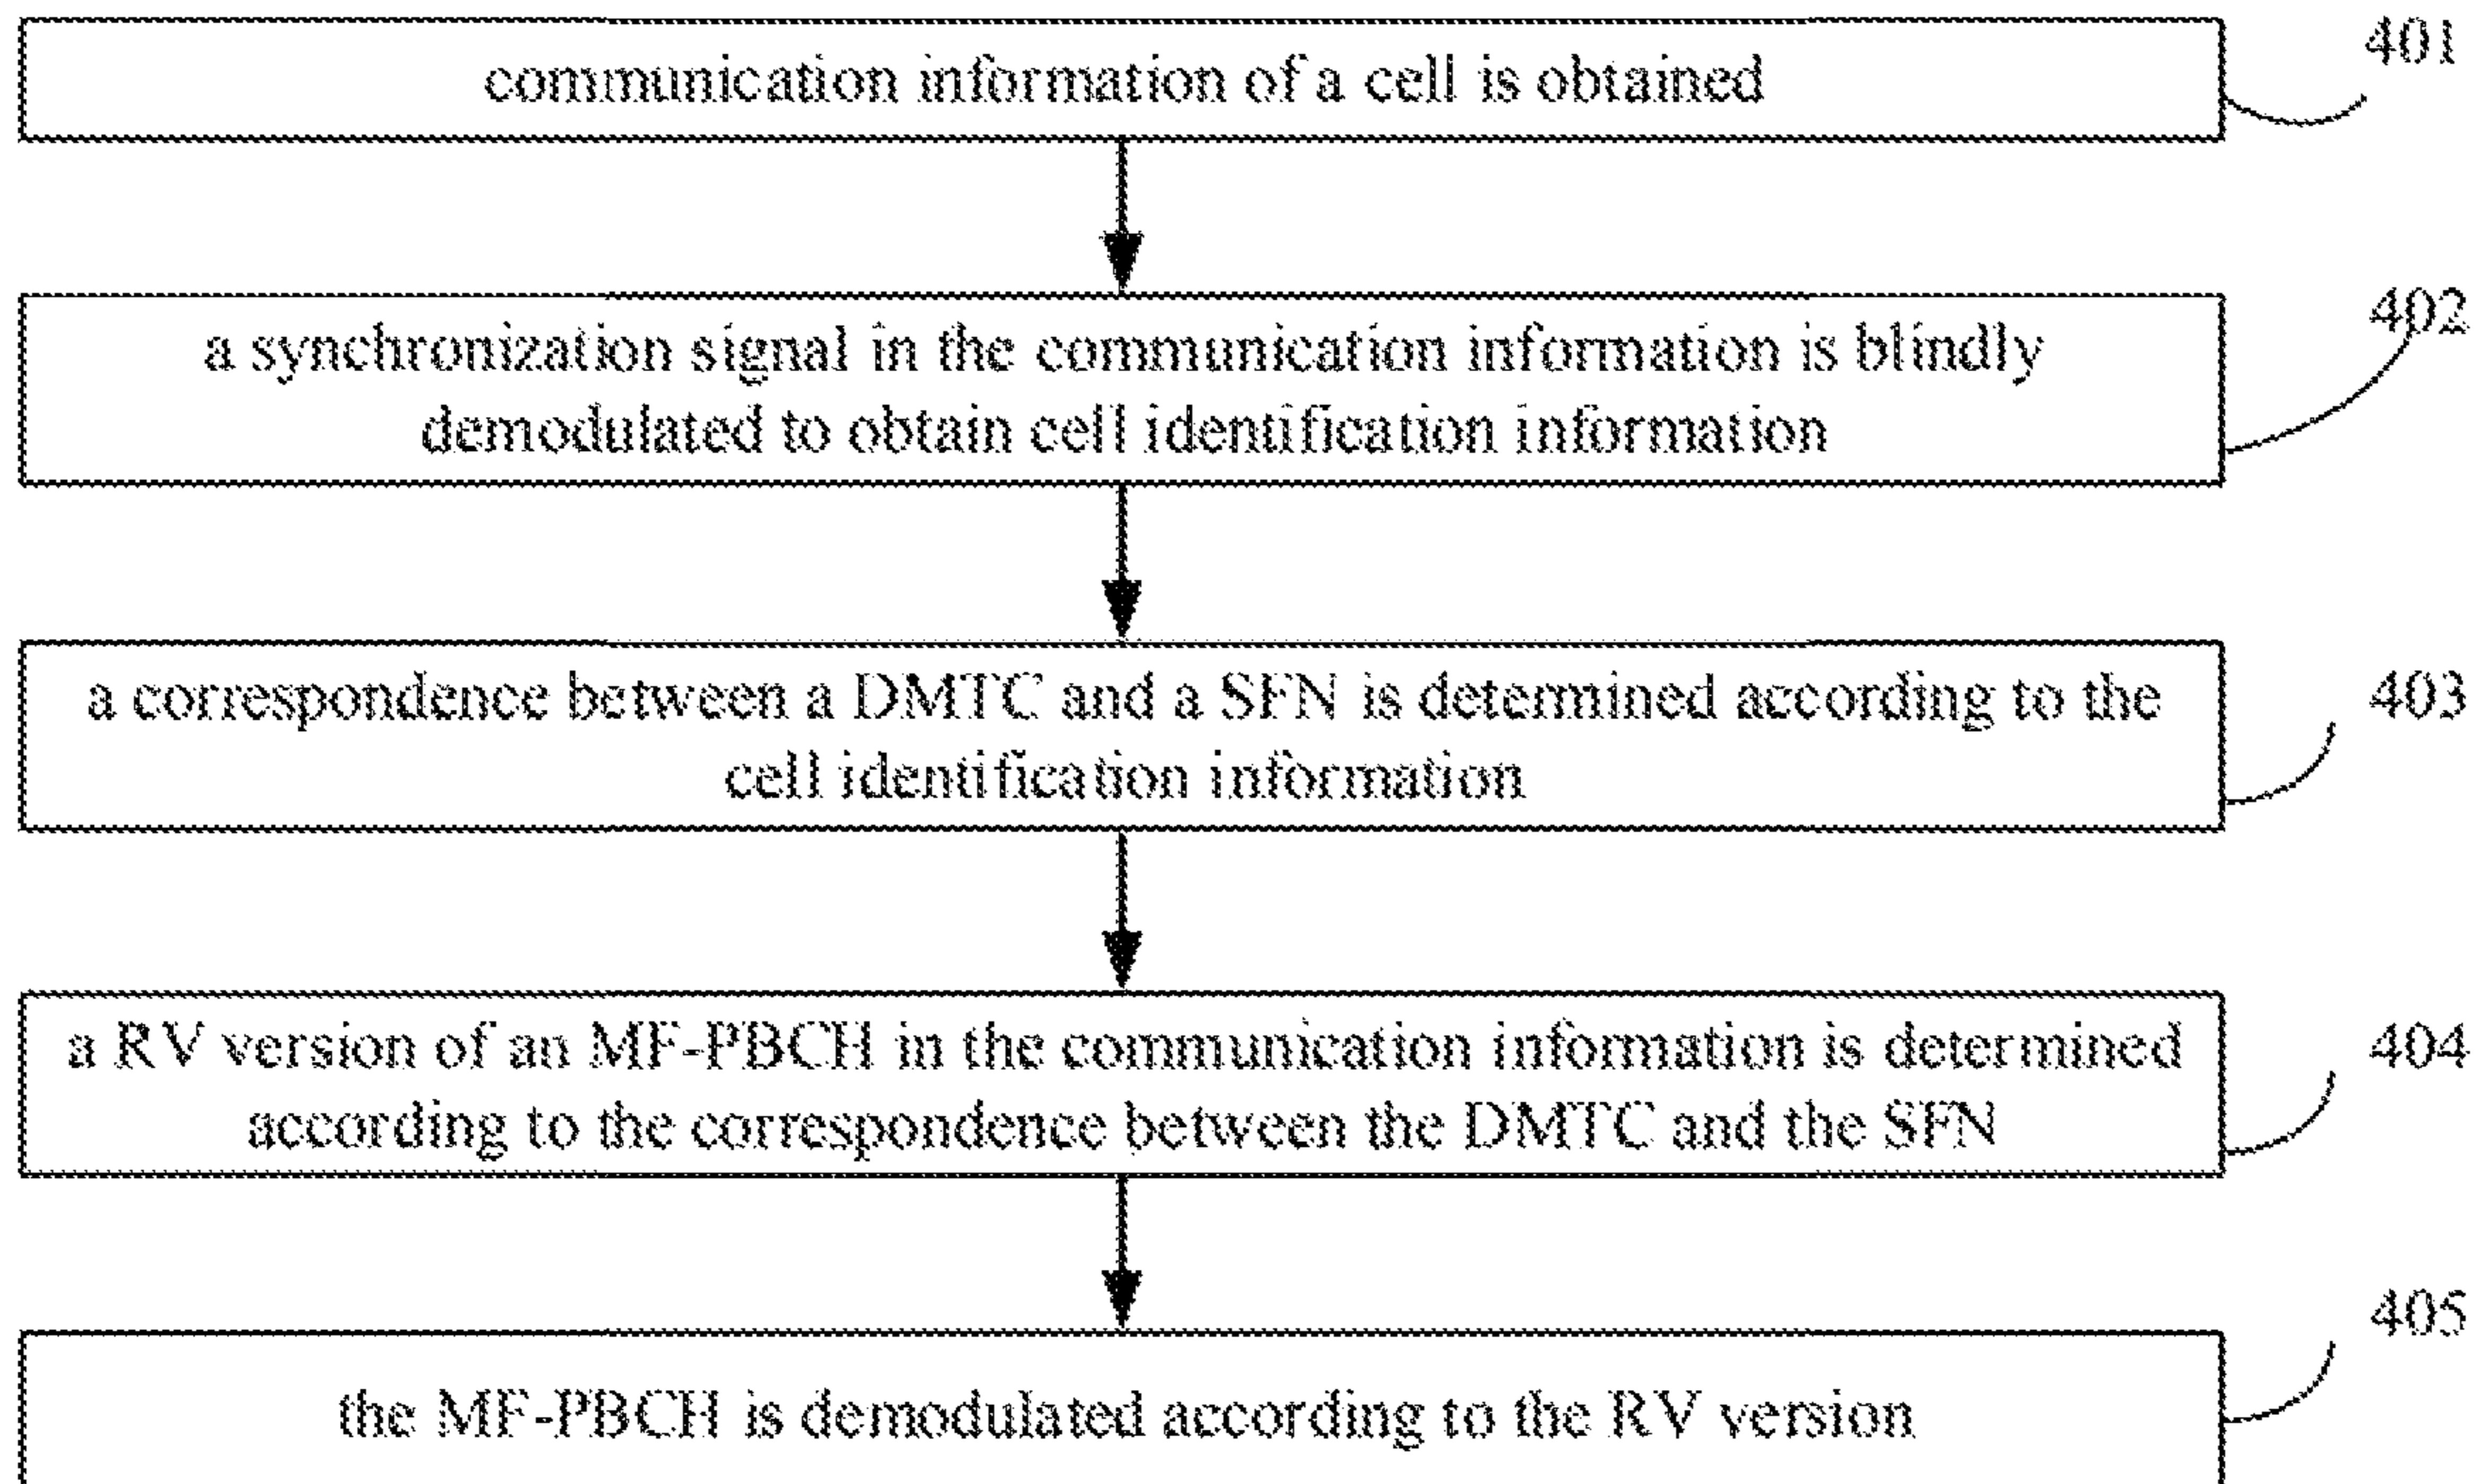 communication information of a cell is obtained
401
a synchronization signal in the communication information is blindly
demodulated to obtain cell identification information
402
a correspondence between a DMTC and a SFN is determined according to the
cell identification information
403
a RV version of an MF-PBCH in the communication information is determined
according to the correspondence between the DMTC and the SFN
404
the MF-PBCH is demodulated according to the RV version
405